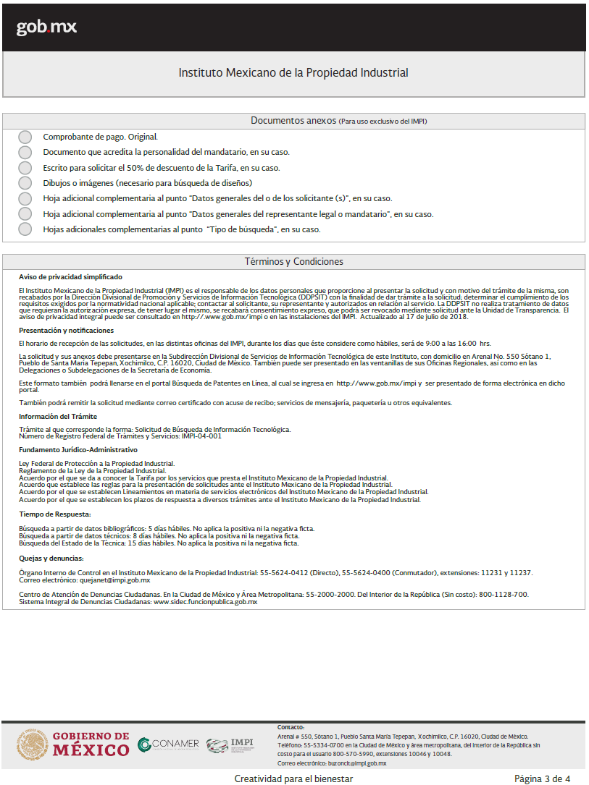 gob.mx
Instituto Mexicano de la Propiedad Industrial
Documentos anexos (Para uso exclusivo del IMPI)
Comprobante de pago. Original.
Documento que acredita la personalidad del mandatario, en su caso.
Escrito para solicitar el 50% de descuento de la Tarifa, en su caso.
Dibujos o imágenes (necesario para búsqueda de diseños)
Hoja adicional complementaria al punto "Datos generales del o de los solicitante (s)", en su caso.
Hoja adicional complementaria al punto "Datos generales del representante legal o mandatario", en su caso.
Hojas adicionales complementarias al punto "Tipo de búsqueda", en su caso.
Términos y Condiciones
Aviso de privacidad simplificado
El Instituto Mexicano de la Propiedad Industrial (IMPI) es el responsable de los datos personales que proporcione al presentar la solicitud y con motivo del trámite de la misma, son
recabados por la Dirección Divisional de Promoción y Servicios de Información Tecnológica (DDPSIT) con la finalidad de dar trámite a la solicitud, determinar el cumplimiento de los
requisitos exigidos por la normatividad nacional aplicable; contactar al solicitante, su representante y autorizados en relación al servicio. La DDPSIT no realiza tratamiento de datos
que requieran la autorización expresa, de tener lugar el mismo, se recabará consentimiento expreso, que podrá ser revocado mediante solicitud ante la Unidad de Transparencia. El
aviso de privacidad integral puede ser consultado en http://www.gob.mx/impi o en las instalaciones del IMPI. Actualizado al 17 de julio de 2018.
Presentación y notificaciones
El horario de recepción de las solicitudes, en las distintas oficinas del IMPI, durante los días que éste considere como hábiles, será de 9:00 a las 16:00 hrs.
La solicitud y sus anexos debe presentarse en la Subdirección Divisional de Servicios de Información Tecnológica de este Instituto, con domicilio en Arenal No. 550 Sótano 1,
Pueblo de Santa María Tepepan, Xochimilco, C.P. 16020, Ciudad de México. También puede ser presentado en las ventanillas de sus Oficinas Regionales, así como en las
Delegaciones o Subdelegaciones de la Secretaría de Economía.
Este formato también podrá llenarse en el portal Búsqueda de Patentes en Línea, al cual se ingresa en http://www.gob.mx/impi y ser presentado de forma electrónica en dicho
portal.
También podrá remitir la solicitud mediante correo certificado con acuse de recibo; servicios de mensajería, paquetería u otros equivalentes.
Información del Trámite
Trámite al que corresponde la forma: Solicitud de Búsqueda de Información Tecnológica.
Número de Registro Federal de Trámites y Servicios: IMPI-04-001
Fundamento Jurídico-Administrativo
Ley Federal de Protección a la Propiedad Industrial.
Reglamento de la Ley de la Propiedad Industrial.
Acuerdo por el que se da a conocer la Tarifa por los servicios que presta el Instituto Mexicano de la Propiedad Industrial.
Acuerdo que establece las reglas para la presentación de solicitudes ante el Instituto Mexicano de la Propiedad Industrial.
Acuerdo por el que se establecen Lineamientos en materia de servicios electrónicos del Instituto Mexicano de la Propiedad Industrial.
Acuerdo por el que se establecen los plazos de respuesta a diversos trámites ante el Instituto Mexicano de la Propiedad Industrial.
Tiempo de Respuesta:
Búsqueda a partir de datos bibliográficos: 5 días hábiles. No aplica la positiva ni la negativa ficta.
Búsqueda a partir de datos técnicos: 8 días hábiles. No aplica la positiva ni la negativa ficta.
Búsqueda del Estado de la Técnica: 15 días hábiles. No aplica la positiva ni la negativa ficta.
Quejas y denuncias:
Órgano Interno de Control en el Instituto Mexicano de la Propiedad Industrial: 55-5624-0412 (Directo), 55-5624-0400 (Conmutador), extensiones: 11231 y 11237.
Correo electrónico: quejanet@impi.gob.mx
Centro de Atención de Denuncias Ciudadanas. En la Ciudad de México y Área Metropolitana: 55-2000-2000. Del Interior de la República (Sin costo): 800-1128-700.
Sistema Integral de Denuncias Ciudadanas: www.sidec.funcionpublica.gob.mx
GOBIERNO DE
MÉXICO
CONAMER
IMPI
Contacto:
Arenal # 550, Sótano 1, Pueblo Santa María Tepepan, Xochimilco, C.P. 16020, Ciudad de México.
Teléfono: 55-5334-0700 en la Ciudad de México y área metropolitana, del Interior de la República sin
costo para el usuario 800-570-5990, extensiones 10046 y 10048.
Correo electrónico: buronck@impi.gob.mx
Creatividad para el bienestar
Página 3 de 4